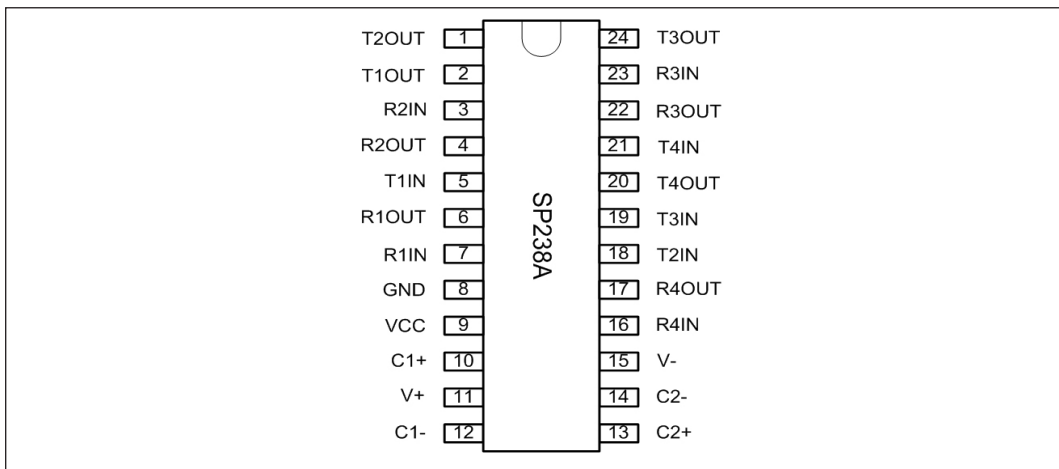 T2OUT 1 24 T3OUT
T1OUT 2 23 R3IN
R2IN 3 22 R3OUT
R2OUT 4 21 T4IN
T1IN 5 20 T4OUT
R1OUT 6 19 T3IN
R1IN 7 18 T2IN
GND 8 17 R4OUT
VCC 9 16 R4IN
C1+ 10 15 V-
V+ 11 14 C2-
C1- 12 13 C2+
SP238A